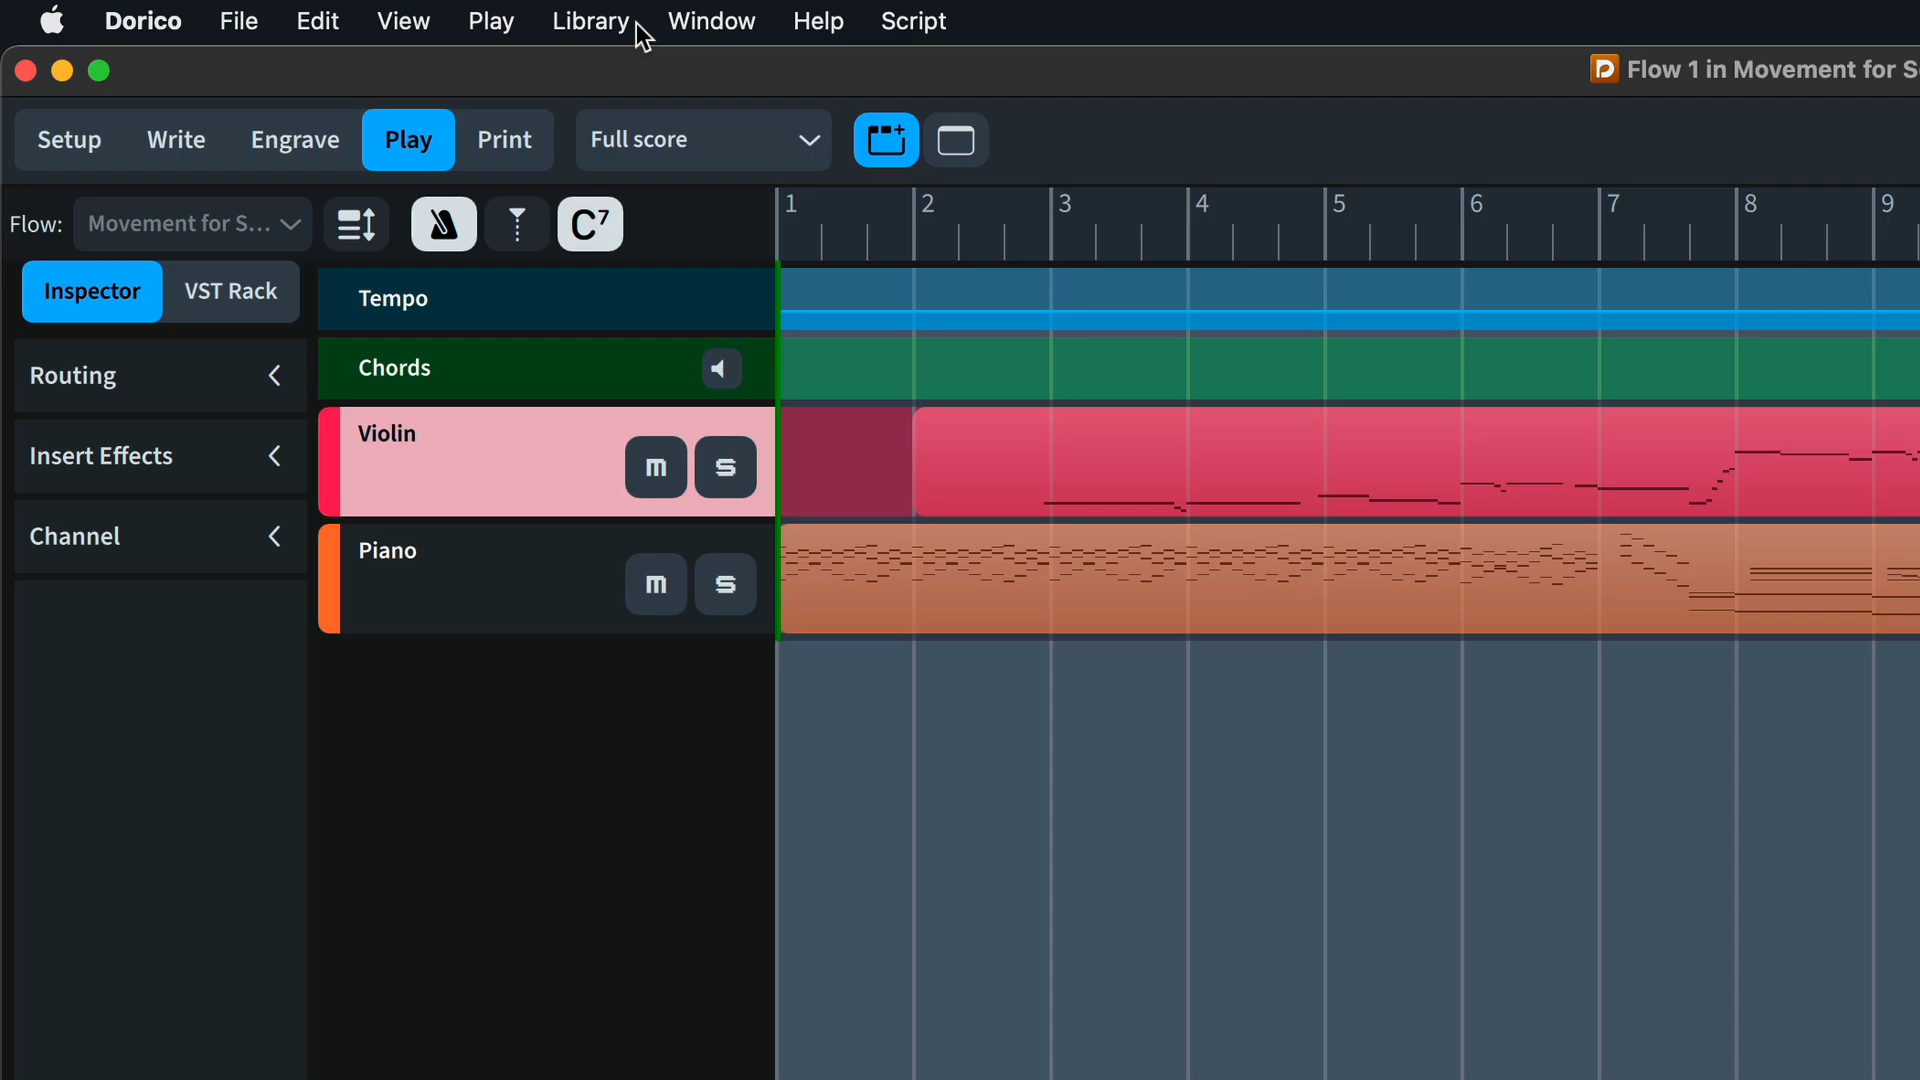 Dorico File Edit View Play Library Window Help Script
Flow 1 in Movement for S
Setup Write Engrave Play Print Full score
Flow: Movement for S... C7 1 2 3 4 5 6 7 8 9
Inspector VST Rack
Tempo
Routing
Chords
Violin
m s
Insert Effects
Channel
Piano
m s